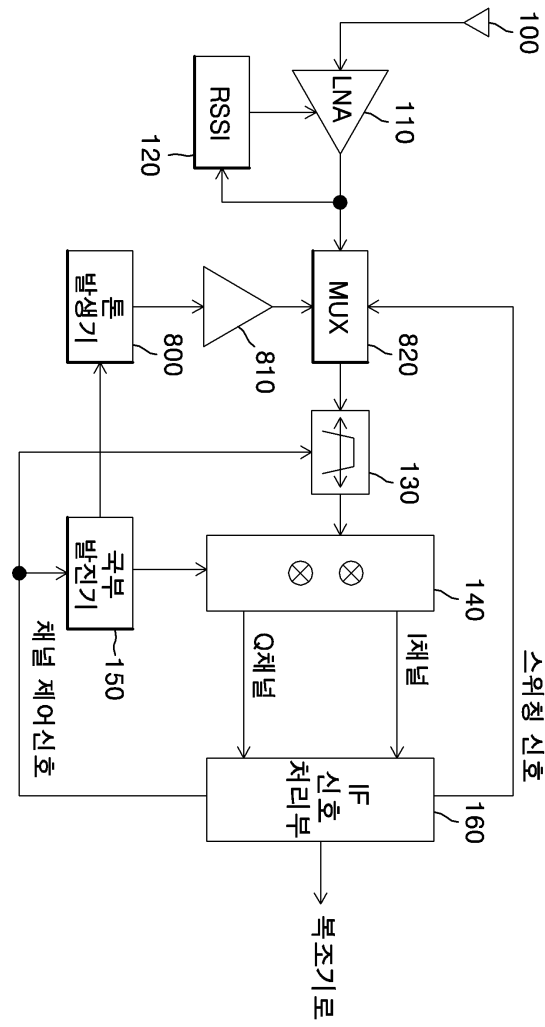 100
LNA
110
RSSI
120
MUX
820
톤
발생기
800
810
130
140
국부
발진기
150
I채널
Q채널
채널 제어신호
스위칭 신호
IF
신호
처리부
160
복조기로